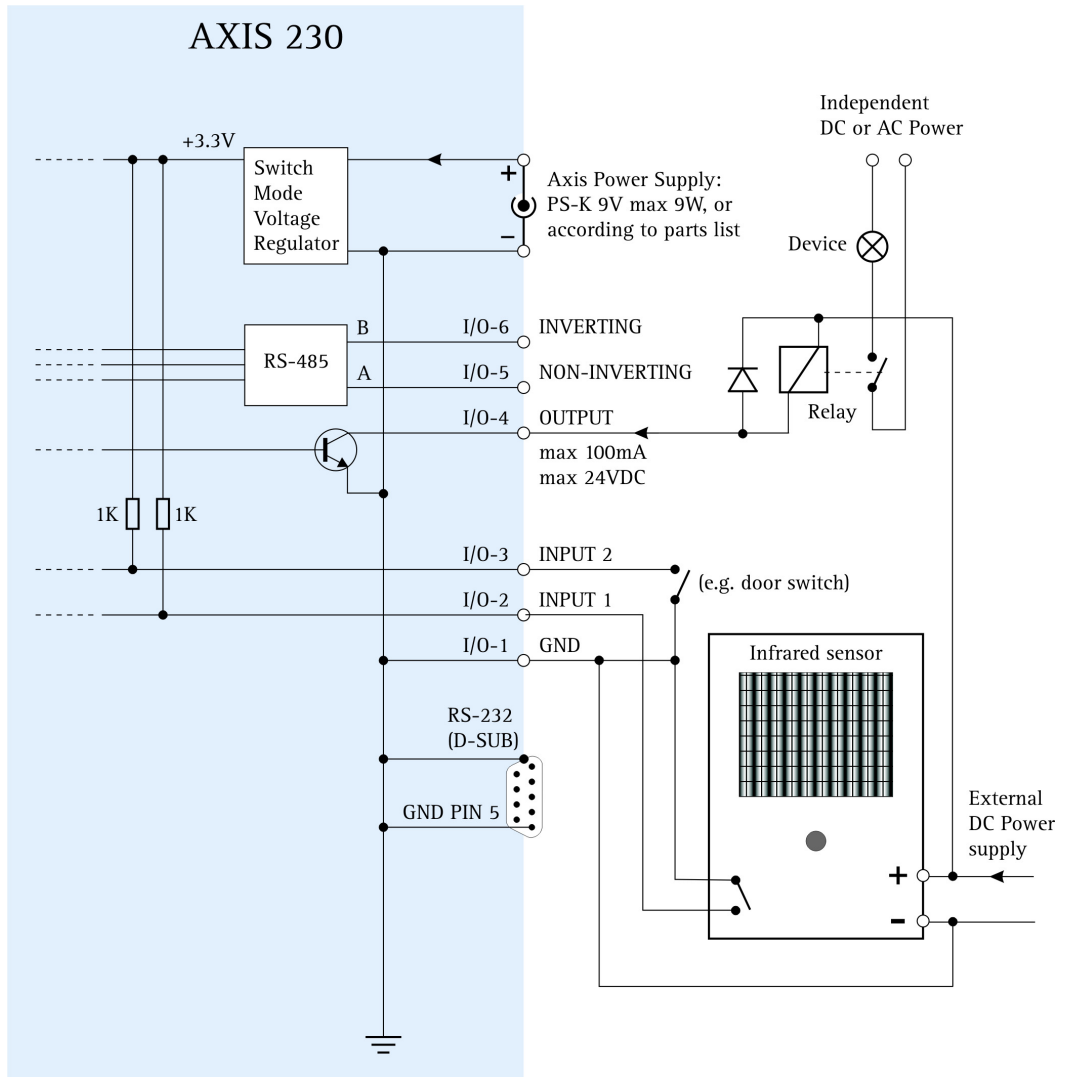 AXIS 230
Independent
DC or AC Power
+3.3V
Switch
Mode
Voltage
Regulator
+
Axis Power Supply:
PS-K 9V max 9W, or
according to parts list
–
Device
B
I/O-6
INVERTING
RS-485
A
I/O-5
NON-INVERTING
Relay
I/O-4
OUTPUT
max 100mA
max 24VDC
1K
1K
I/O-3
INPUT 2
(e.g. door switch)
I/O-2
INPUT 1
I/O-1
GND
Infrared sensor
RS-232
(D-SUB)
GND PIN 5
External
DC Power
supply
+
-